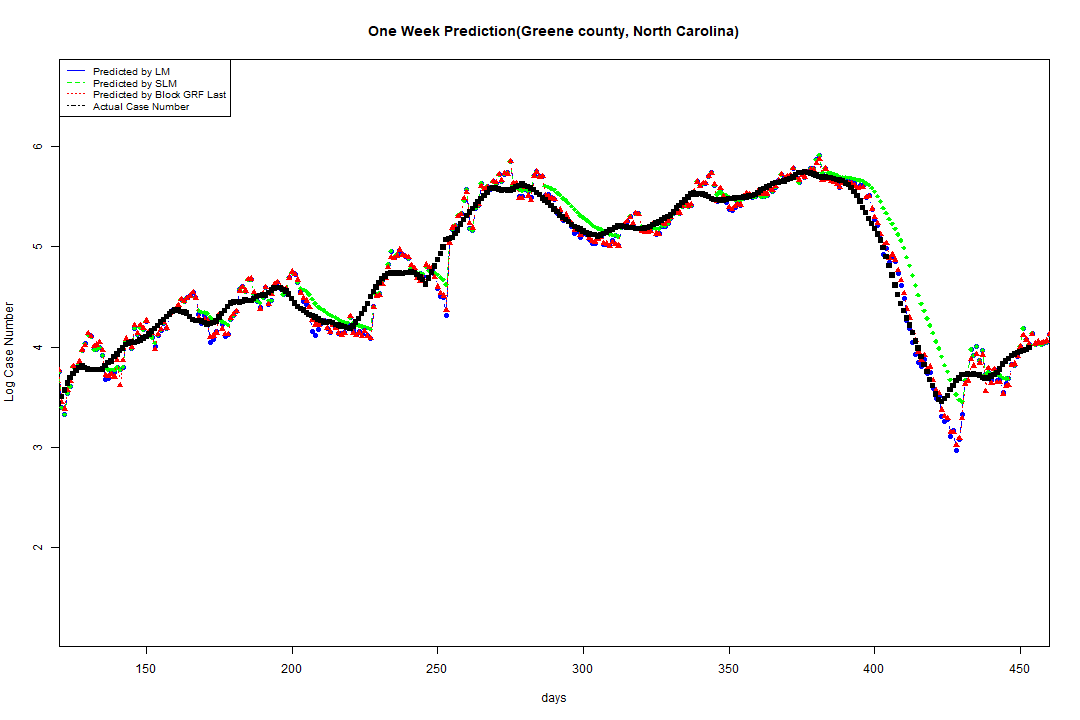 One Week Prediction(Greene county, North Carolina)
Predicted by LM
Predicted by SLM
Predicted by Block GRF Last
Actual Case Number
Log Case Number
6
5
4
3
2
150 200 250 300 350 400 450
days